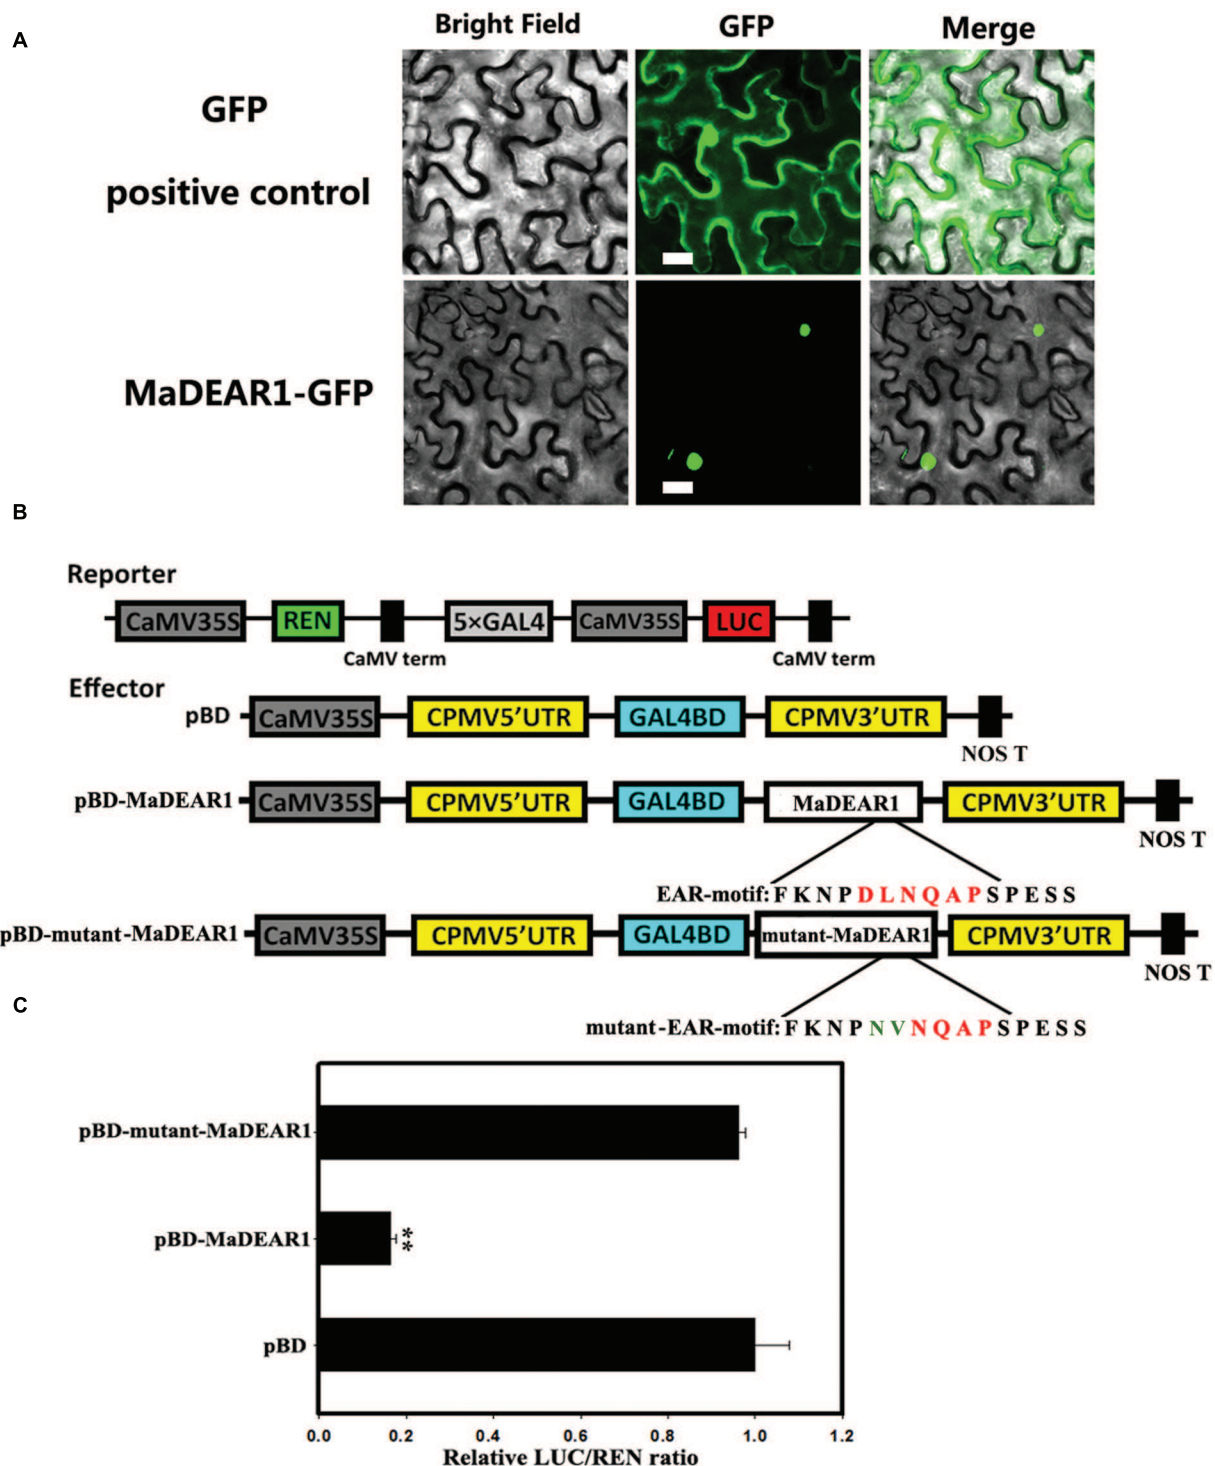 A
Bright Field GFP Merge
GFP
positive control
MaDEAR1-GFP
B
Reporter
CaMV35S REN 5×GAL4 CaMV35S LUC
CaMV term CaMV term
Effector
pBD CaMV35S CPMV5’UTR GAL4BD CPMV3’UTR
NOS T
pBD-MaDEAR1 CaMV35S CPMV5’UTR GAL4BD MaDEAR1 CPMV3’UTR
NOS T
EAR-motif: F K N P D L N Q A P S P E S S
pBD-mutant-MaDEAR1 CaMV35S CPMV5’UTR GAL4BD mutant-MaDEAR1 CPMV3’UTR
NOS T
C
mutant-EAR-motif: F K N P N V N Q A P S P E S S
pBD-mutant-MaDEAR1
pBD-MaDEAR1 **
pBD
0.0 0.2 0.4 0.6 0.8 1.0 1.2
Relative LUC/REN ratio